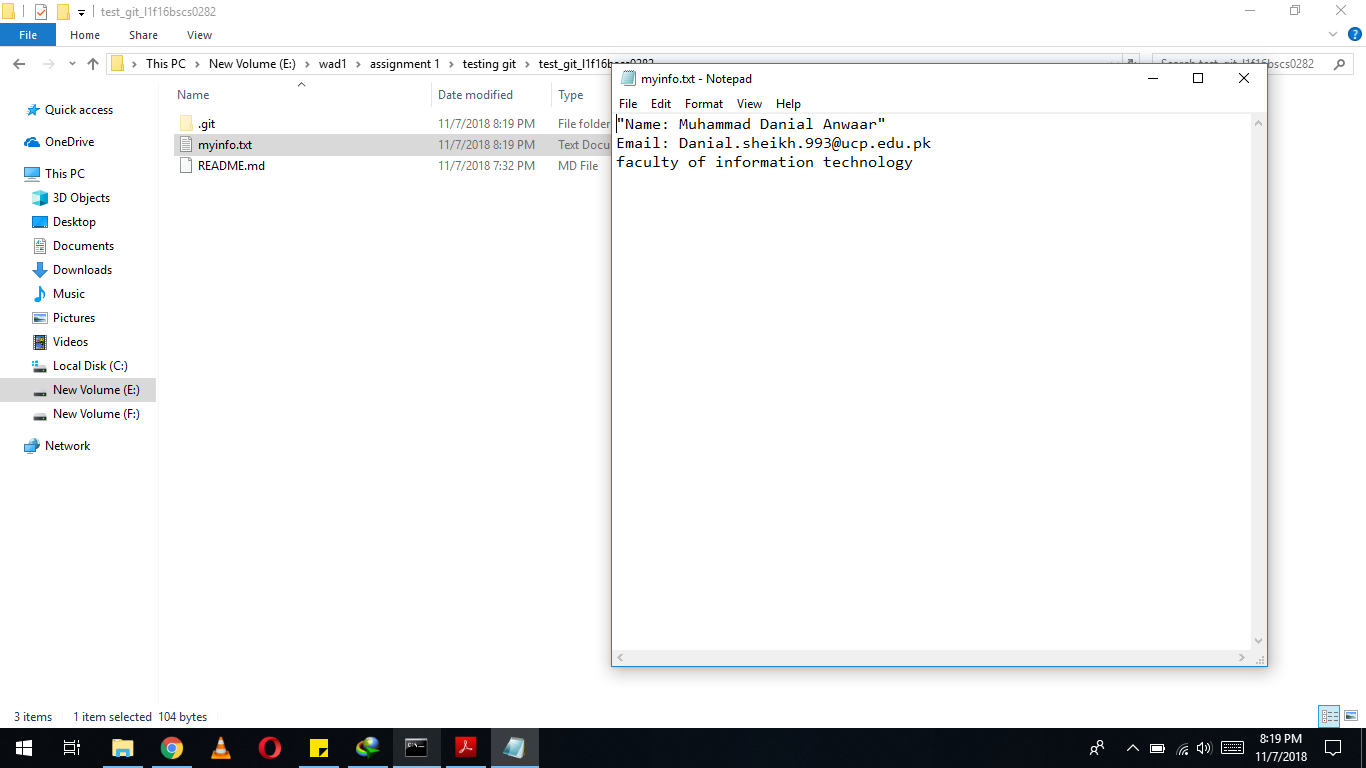 test_git_l1f16bscs0282
File Home Share View
This PC New Volume (E:) wad1 assignment 1 testing git test_git_l1f16bscs0282
Search test_git_l1f16bscs0282
Name Date modified Type
.git 11/7/2018 8:19 PM File folder
myinfo.txt 11/7/2018 8:19 PM Text Docu
README.md 11/7/2018 7:32 PM MD File
Quick access
OneDrive
This PC
3D Objects
Desktop
Documents
Downloads
Music
Pictures
Videos
Local Disk (C:)
New Volume (E:)
New Volume (F:)
Network
myinfo.txt - Notepad
File Edit Format View Help
"Name: Muhammad Danial Anwaar"
Email: Danial.sheikh.993@ucp.edu.pk
faculty of information technology
3 items 1 item selected 104 bytes
8:19 PM
11/7/2018